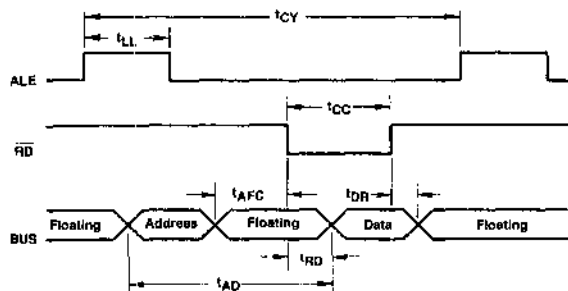 tCY
tLL
ALE
tCC
RD
tAFC
tDR
Floating Address Floating Data Floating
BUS
tRD
tAD